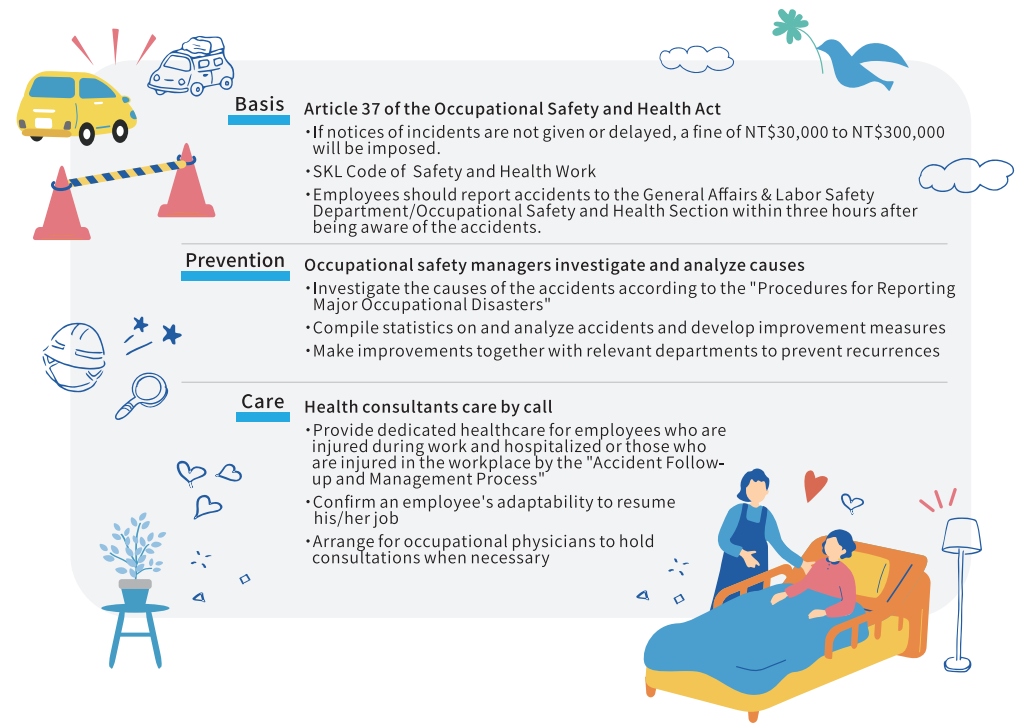 Basis
Article 37 of the Occupational Safety and Health Act
·If notices of incidents are not given or delayed, a fine of NT$30,000 to NT$300,000
will be imposed.
·SKL Code of Safety and Health Work
·Employees should report accidents to the General Affairs & Labor Safety
Department/Occupational Safety and Health Section within three hours after
being aware of the accidents.
Prevention
Occupational safety managers investigate and analyze causes
·Investigate the causes of the accidents according to the "Procedures for Reporting
Major Occupational Disasters"
·Compile statistics on and analyze accidents and develop improvement measures
·Make improvements together with relevant departments to prevent recurrences
Care
Health consultants care by call
·Provide dedicated healthcare for employees who are
injured during work and hospitalized or those who
are injured in the workplace by the "Accident Follow-
up and Management Process"
·Confirm an employee's adaptability to resume
his/her job
·Arrange for occupational physicians to hold
consultations when necessary